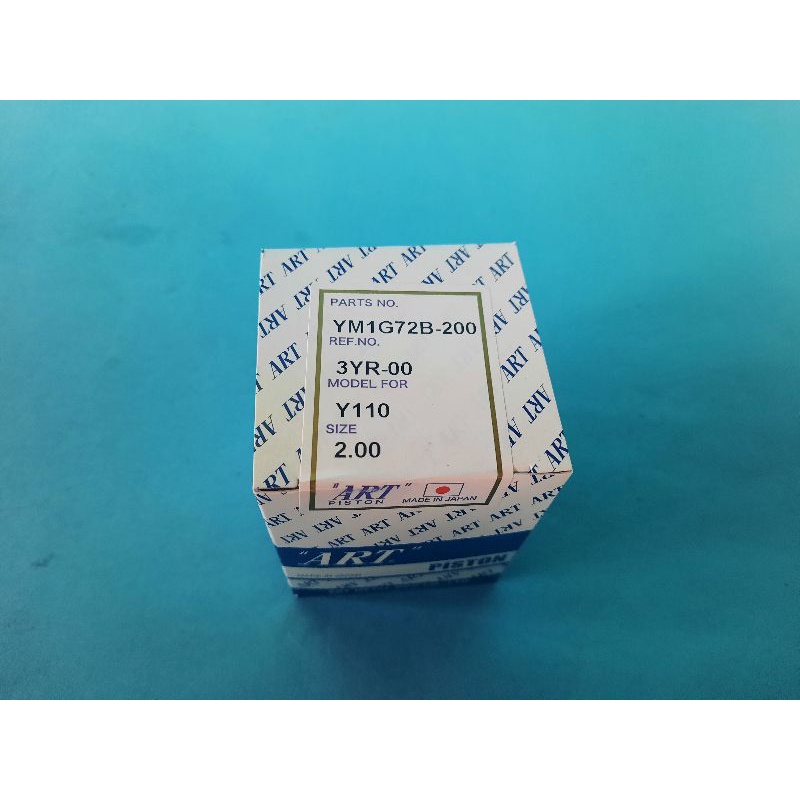 PARTS NO.
YM1G72B-200
REF.NO.
3YR-00
MODEL FOR
Y110
SIZE
2.00
"ART"
PISTON
MADE IN JAPAN
"ART"
PISTON